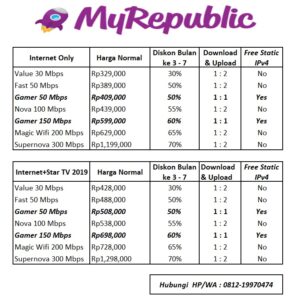 MyRepublic
Internet Only Harga Normal Diskon Bulan ke 3 - 7 Download & Upload Free Static IPv4
Value 30 Mbps Rp329,000 30% 1 : 2 No
Fast 50 Mbps Rp389,000 50% 1 : 2 No
Gamer 50 Mbps Rp409,000 50% 1 : 1 Yes
Nova 100 Mbps Rp439,000 55% 1 : 2 No
Gamer 150 Mbps Rp599,000 60% 1 : 1 Yes
Magic Wifi 200 Mbps Rp629,000 65% 1 : 2 No
Supernova 300 Mbps Rp1,199,000 70% 1 : 2 No
Internet+Star TV 2019 Harga Normal Diskon Bulan ke 3 - 7 Download & Upload Free Static IPv4
Value 30 Mbps Rp428,000 30% 1 : 2 No
Fast 50 Mbps Rp488,000 50% 1 : 2 No
Gamer 50 Mbps Rp508,000 50% 1 : 1 Yes
Nova 100 Mbps Rp538,000 55% 1 : 2 No
Gamer 150 Mbps Rp698,000 60% 1 : 1 Yes
Magic Wifi 200 Mbps Rp728,000 65% 1 : 2 No
Supernova 300 Mbps Rp1,298,000 70% 1 : 2 No
Hubungi HP/WA : 0812-19970474